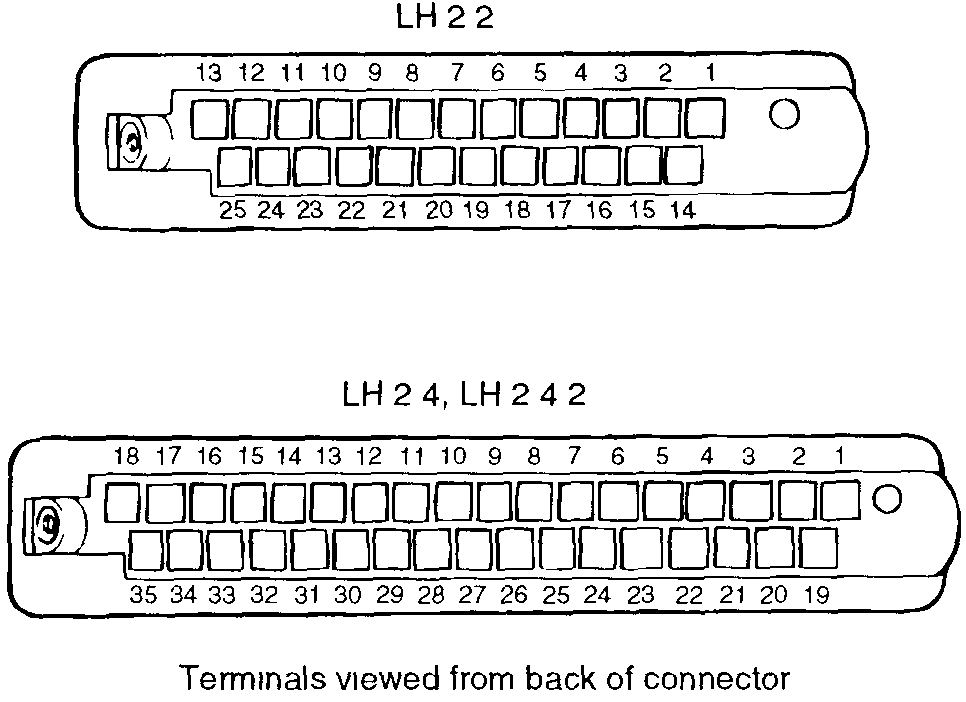 LH 2 2
13 12 11 10 9 8 7 6 5 4 3 2 1
25 24 23 22 21 20 19 18 17 16 15 14
LH 2 4, LH 2 4 2
18 17 16 15 14 13 12 11 10 9 8 7 6 5 4 3 2 1
35 34 33 32 31 30 29 28 27 26 25 24 23 22 21 20 19
Terminals viewed from back of connector